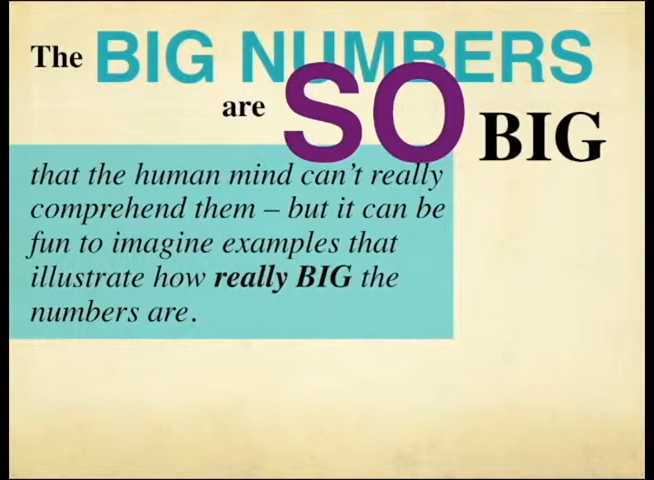 The BIG NUMBERS
are SO BIG
that the human mind can't really
comprehend them – but it can be
fun to imagine examples that
illustrate how really BIG the
numbers are.